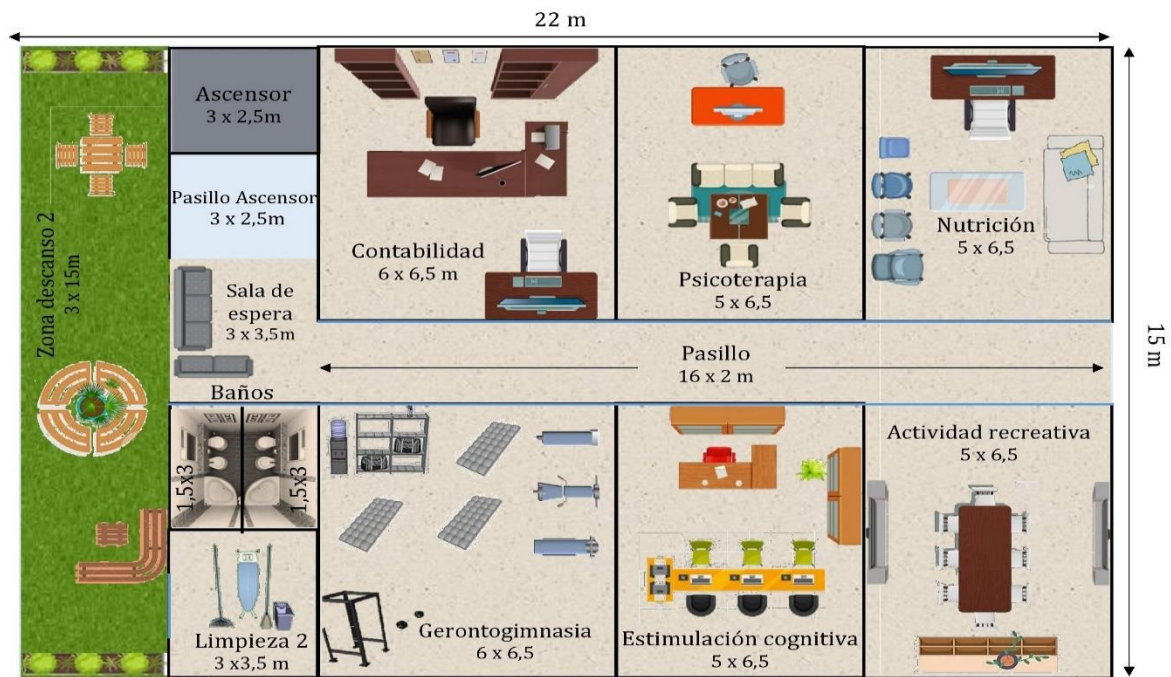 22 m
15 m
Zona descanso 2
3 x 15m
Ascensor
3 x 2,5m
Pasillo Ascensor
3 x 2,5m
Sala de
espera
3 x 3,5m
Baños
1,5x3
1,5x3
Limpieza 2
3 x3,5 m
Contabilidad
6 x 6,5 m
Psicoterapia
5 x 6,5
Nutrición
5 x 6,5
Pasillo
16 x 2 m
Gerontogimnasia
6 x 6,5
Estimulación cognitiva
5 x 6,5
Actividad recreativa
5 x 6,5